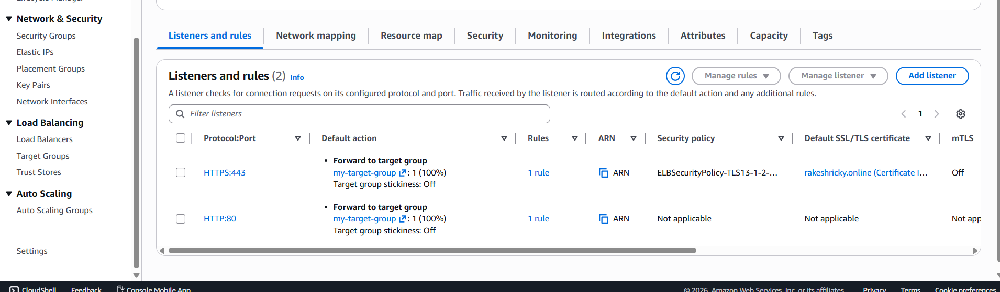 Lifecycle Manager
Network & Security
Security Groups
Elastic IPs
Placement Groups
Key Pairs
Network Interfaces
Load Balancing
Load Balancers
Target Groups
Trust Stores
Auto Scaling
Auto Scaling Groups
Settings
Listeners and rules Network mapping Resource map Security Monitoring Integrations Attributes Capacity Tags
Listeners and rules (2) Info
Manage rules Manage listener Add listener
A listener checks for connection requests on its configured protocol and port. Traffic received by the listener is routed according to the default action and any additional rules.
Filter listeners
1
Protocol:Port Default action Rules ARN Security policy Default SSL/TLS certificate mTLS
• Forward to target group
HTTPS:443 my-target-group : 1 (100%) 1 rule ARN ELBSecurityPolicy-TLS13-1-2-... rakeshricky.online (Certificate I... Off
Target group stickiness: Off
• Forward to target group
HTTP:80 my-target-group : 1 (100%) 1 rule ARN Not applicable Not applicable Not app
Target group stickiness: Off
CloudShell Feedback Console Mobile App © 2026, Amazon Web Services, Inc. or its affiliates. Privacy Terms Cookie preferences